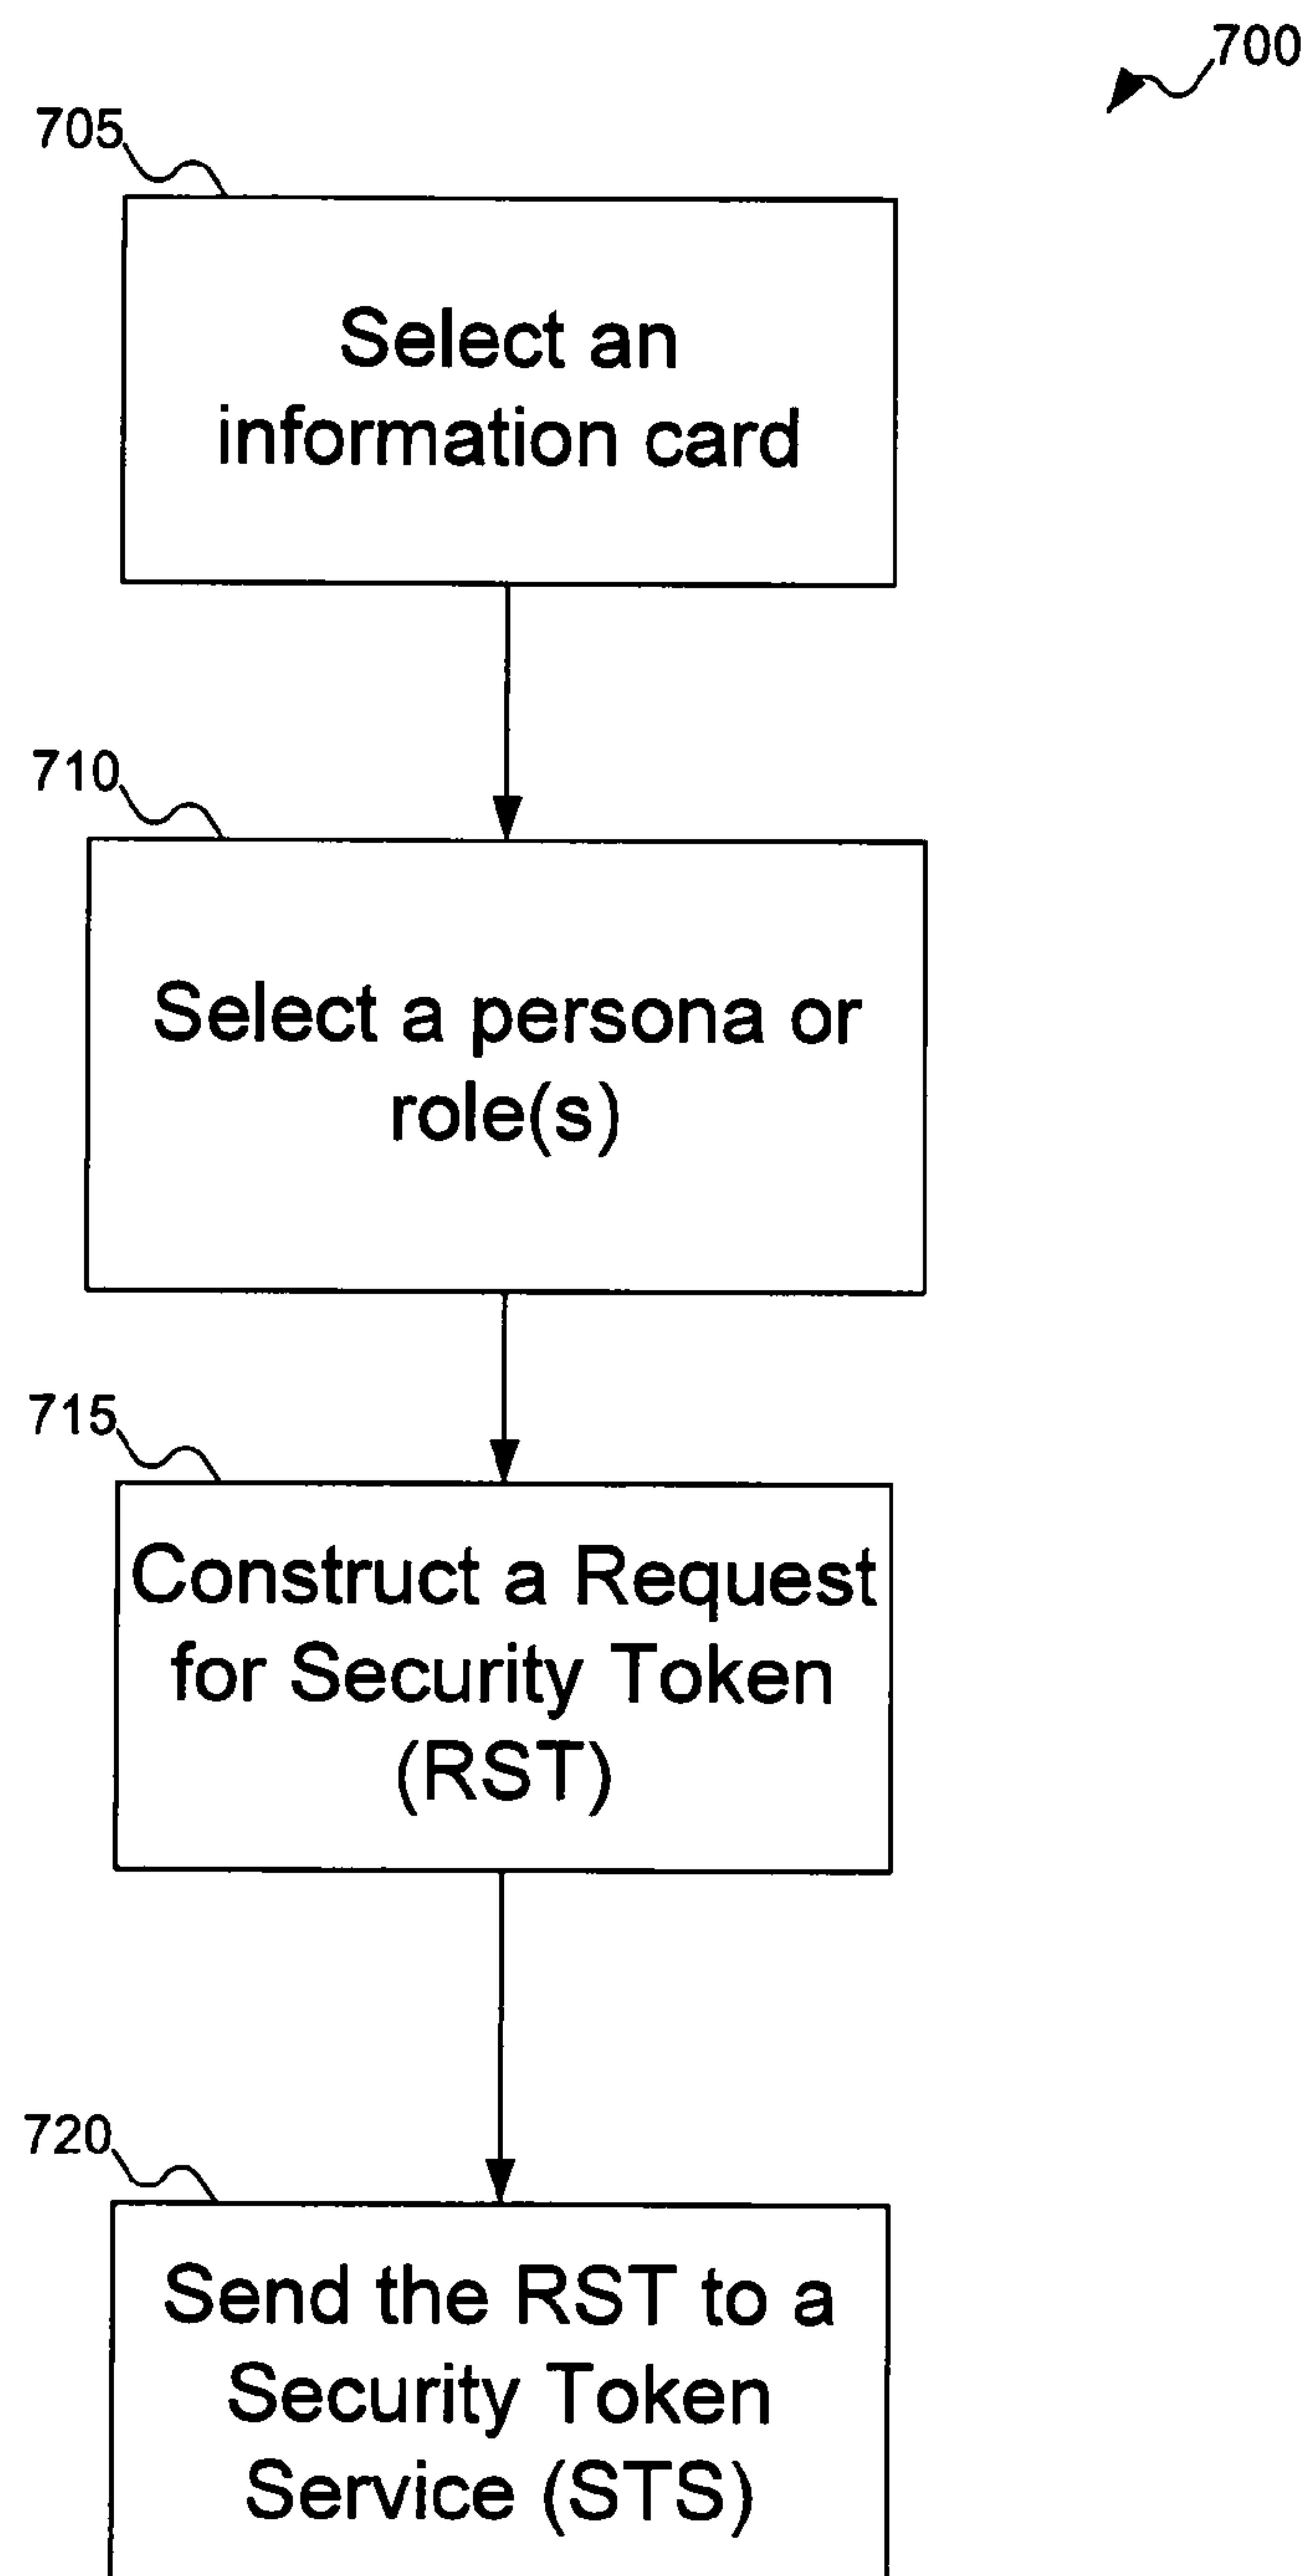 700
705
Select an
information card
710
Select a persona or
role(s)
715
Construct a Request
for Security Token
(RST)
720
Send the RST to a
Security Token
Service (STS)